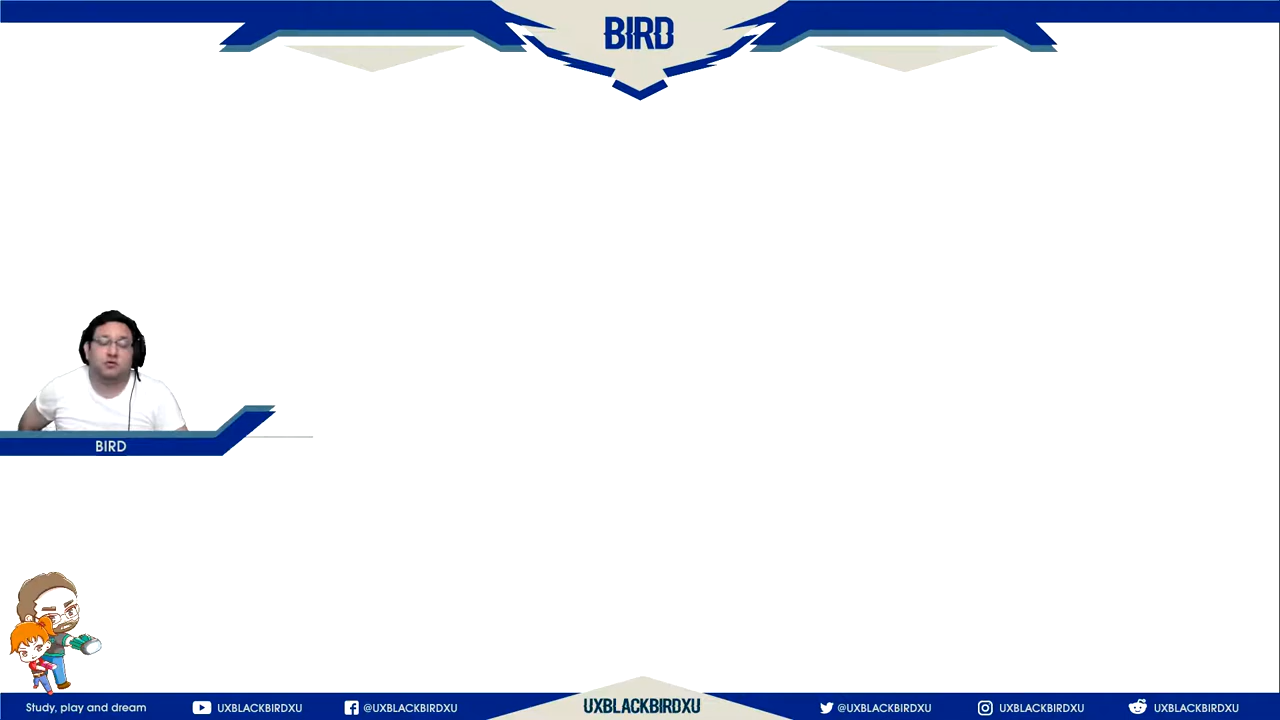 BIRD
BIRD
Study, play and dream
UXBLACKBIRDXU
@UXBLACKBIRDXU
UXBLACKBIRDXU
@UXBLACKBIRDXU
UXBLACKBIRDXU
UXBLACKBIRDXU